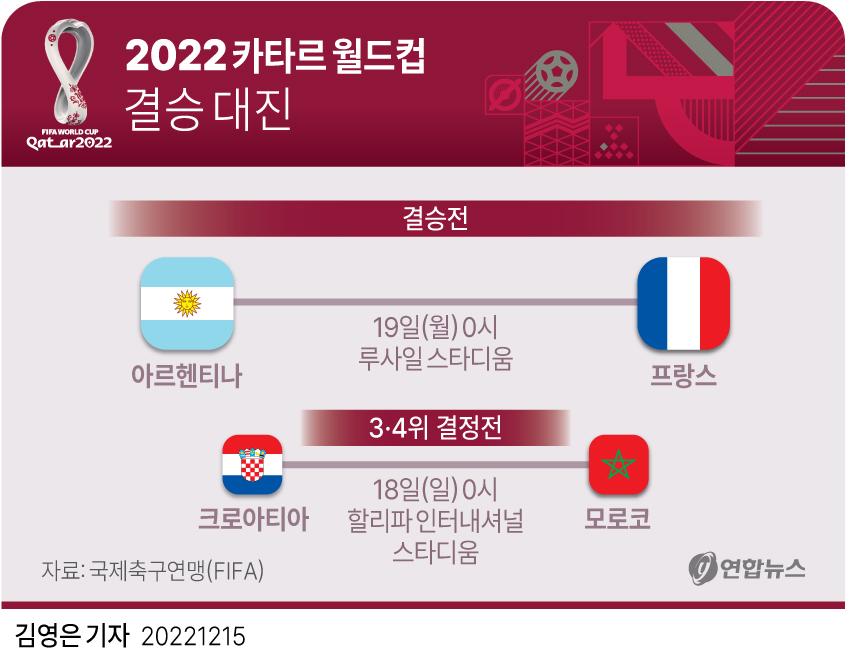 2022 카타르 월드컵
결승 대진
FIFA WORLD CUP
Qatar2022
결승전
19일(월) 0시
루사일 스타디움
아르헨티나
프랑스
3·4위 결정전
18일(일) 0시
할리파 인터내셔널
스타디움
크로아티아
모로코
자료: 국제축구연맹(FIFA)
연합뉴스
김영은 기자 20221215